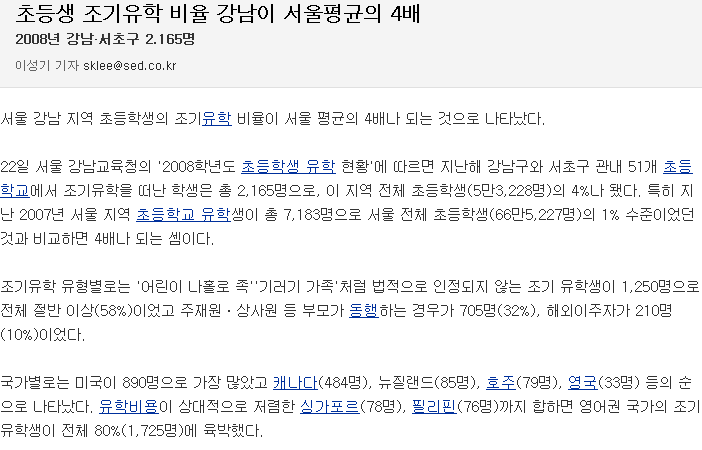 초등생 조기유학 비율 강남이 서울평균의 4배
2008년 강남·서초구 2.165명
이성기 기자 sklee@sed.co.kr
서울 강남 지역 초등학생의 조기유학 비율이 서울 평균의 4배나 되는 것으로 나타났다.
22일 서울 강남교육청의 '2008학년도 초등학생 유학 현황'에 따르면 지난해 강남구와 서초구 관내 51개 초등
학교에서 조기유학을 떠난 학생은 총 2,165명으로, 이 지역 전체 초등학생(5만3,228명)의 4%나 됐다. 특히 지
난 2007년 서울 지역 초등학교 유학생이 총 7,183명으로 서울 전체 초등학생(66만5,227명)의 1% 수준이었던
것과 비교하면 4배나 되는 셈이다.
조기유학 유형별로는 '어린이 나홀로 족''기러기 가족'처럼 법적으로 인정되지 않는 조기 유학생이 1,250명으로
전체 절반 이상(58%)이었고 주재원·상사원 등 부모가 동행하는 경우가 705명(32%), 해외이주자가 210명
(10%)이었다.
국가별로는 미국이 890명으로 가장 많았고 캐나다(484명), 뉴질랜드(85명), 호주(79명), 영국(33명) 등의 순
으로 나타났다. 유학비용이 상대적으로 저렴한 싱가포르(78명), 필리핀(76명)까지 합하면 영어권 국가의 조기
유학생이 전체 80%(1,725명)에 육박했다.